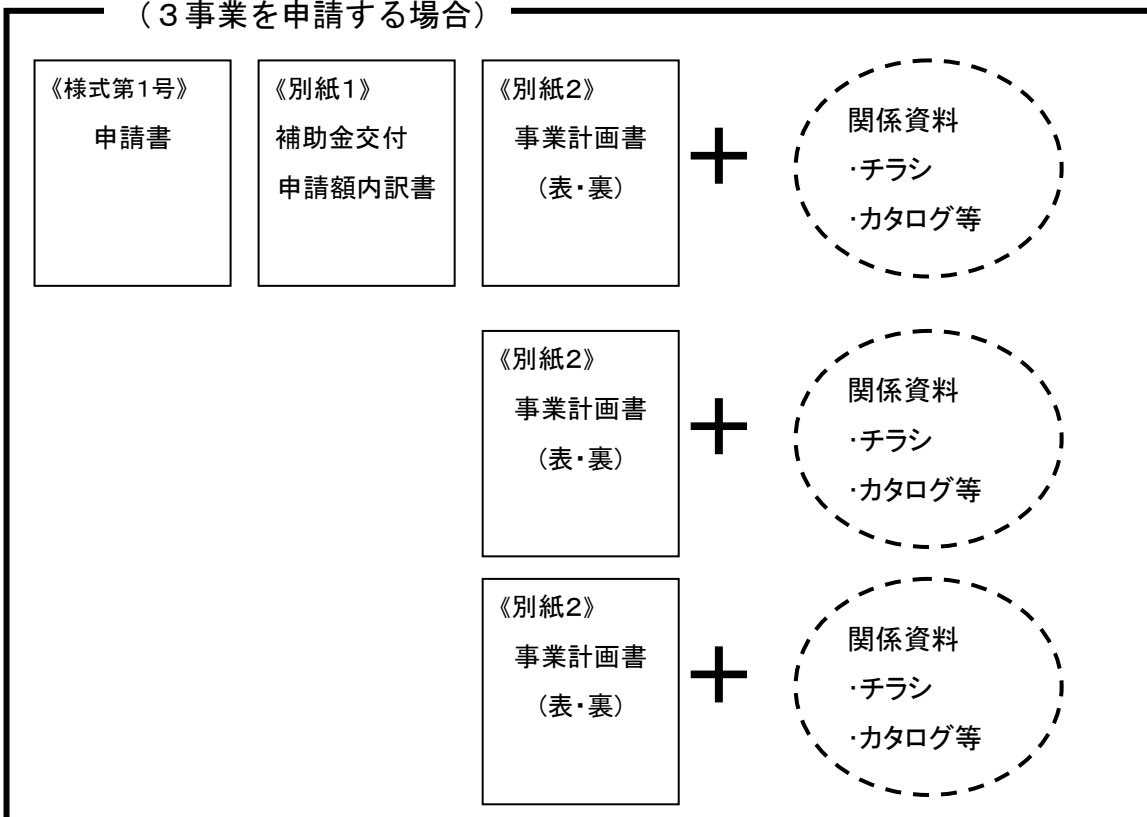 （３事業を申請する場合）
《様式第１号》
申請書
《別紙１》
補助金交付
申請額内訳書
《別紙２》
事業計画書
（表・裏）
＋
関係資料
・チラシ
・カタログ等
《別紙２》
事業計画書
（表・裏）
＋
関係資料
・チラシ
・カタログ等
《別紙２》
事業計画書
（表・裏）
＋
関係資料
・チラシ
・カタログ等